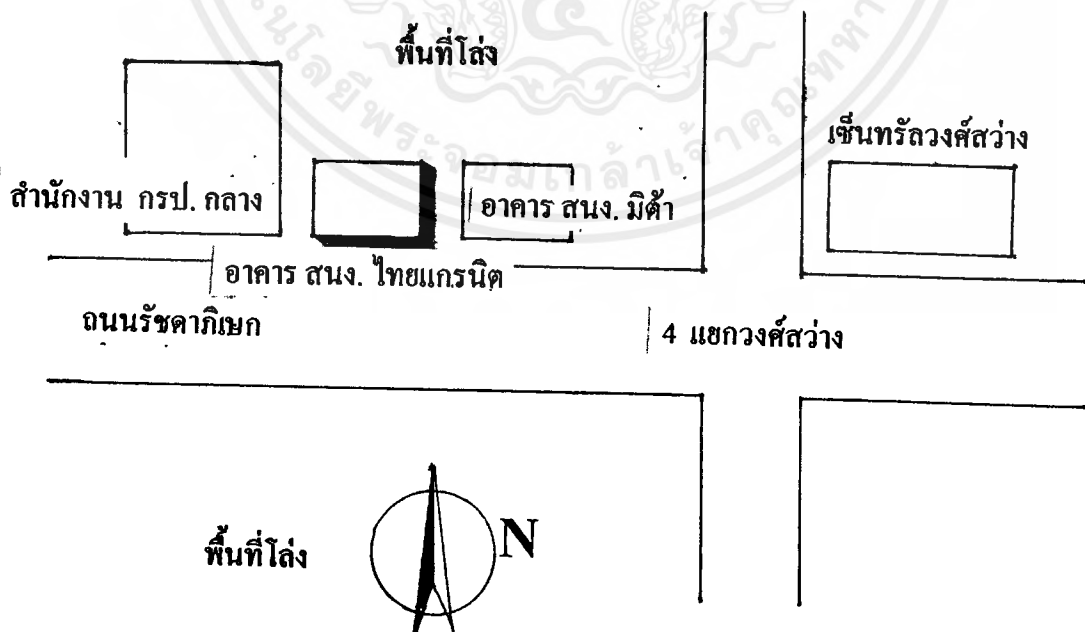 พื้นที่โล่ง
เซ็นทรัลวงศ์สว่าง
สำนักงาน กรป. กลาง
อาคาร สนง. มิต้า
อาคาร สนง. ไทยแกรนิต
ถนนรัชดาภิเษก
4 แยกวงศ์สว่าง
พื้นที่โล่ง
N